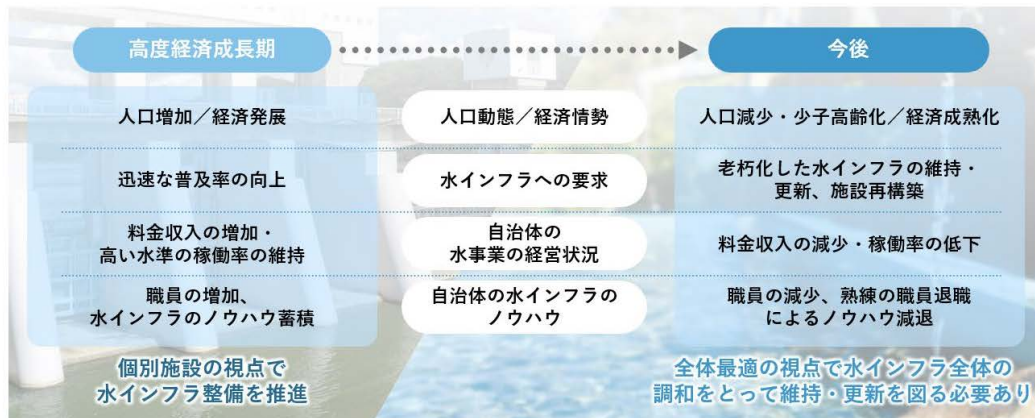 高度経済成長期
今後
人口増加／経済発展
人口動態／経済情勢
人口減少・少子高齢化／経済成熟化
迅速な普及率の向上
水インフラへの要求
老朽化した水インフラの維持・
更新、施設再構築
料金収入の増加・
高い水準の稼働率の維持
自治体の
水事業の経営状況
料金収入の減少・稼働率の低下
職員の増加、
水インフラのノウハウ蓄積
自治体の水インフラの
ノウハウ
職員の減少、熟練の職員退職
によるノウハウ減退
個別施設の視点で
水インフラ整備を推進
全体最適の視点で水インフラ全体の
調和をとって維持・更新を図る必要あり